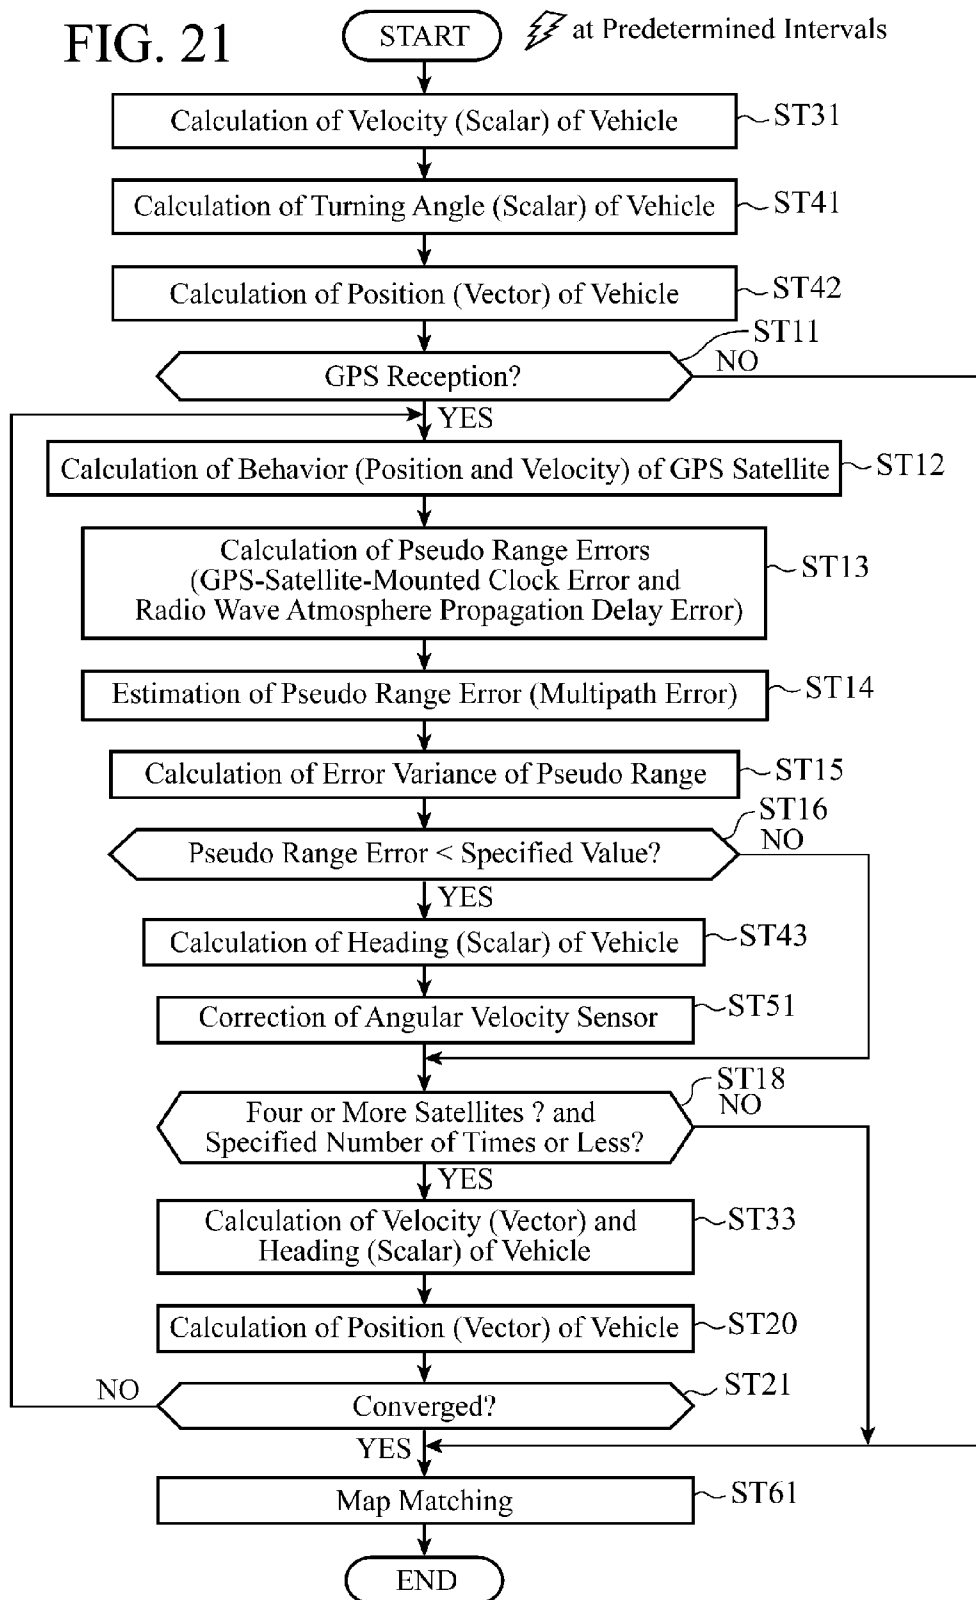 FIG. 21
START
at Predetermined Intervals
Calculation of Velocity (Scalar) of Vehicle
ST31
Calculation of Turning Angle (Scalar) of Vehicle
ST41
Calculation of Position (Vector) of Vehicle
ST42
ST11
GPS Reception?
NO
YES
Calculation of Behavior (Position and Velocity) of GPS Satellite
ST12
Calculation of Pseudo Range Errors
(GPS-Satellite-Mounted Clock Error and
Radio Wave Atmosphere Propagation Delay Error)
ST13
Estimation of Pseudo Range Error (Multipath Error)
ST14
Calculation of Error Variance of Pseudo Range
ST15
ST16
Pseudo Range Error < Specified Value?
NO
YES
Calculation of Heading (Scalar) of Vehicle
ST43
Correction of Angular Velocity Sensor
ST51
ST18
NO
Four or More Satellites ? and
Specified Number of Times or Less?
YES
Calculation of Velocity (Vector) and
Heading (Scalar) of Vehicle
ST33
Calculation of Position (Vector) of Vehicle
ST20
NO
Converged?
ST21
YES
Map Matching
ST61
END